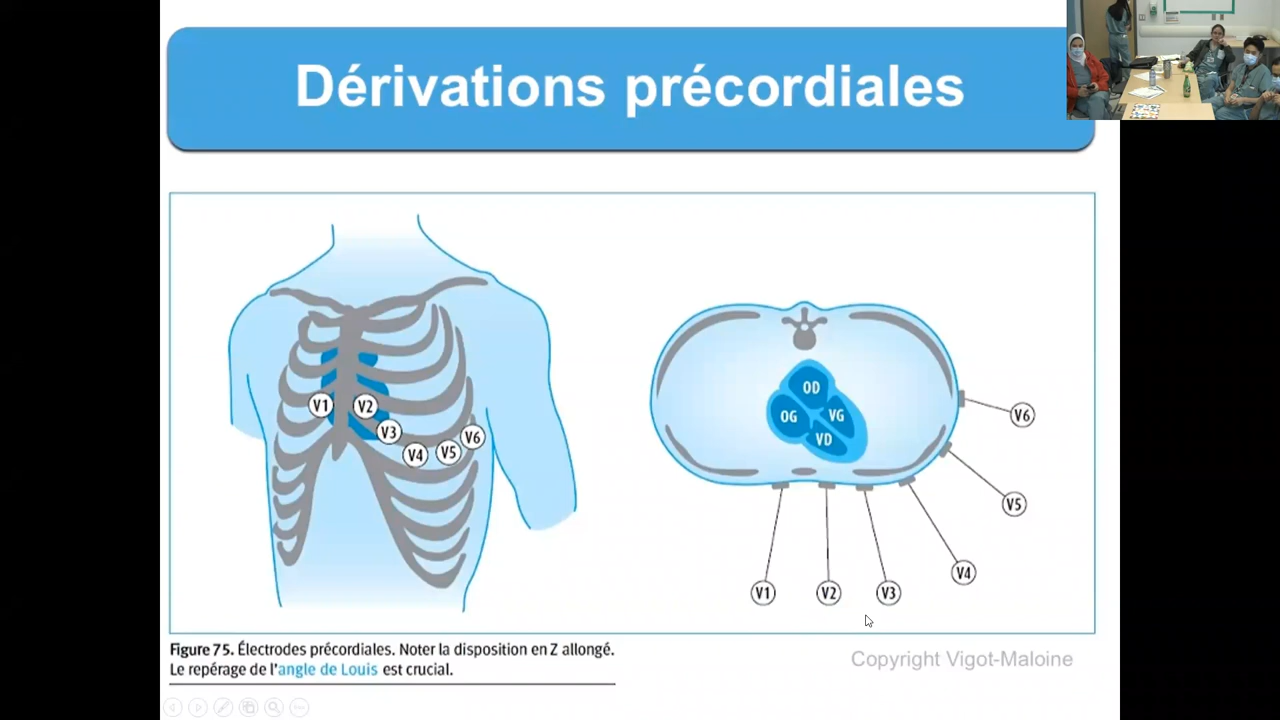 Dérivations précordiales
V1
V2
V3
V4
V5
V6
OD
OG
VG
VD
V6
V5
V4
V1
V2
V3
Figure 75. Électrodes précordiales. Noter la disposition en Z allongé.
Le repérage de l'angle de Louis est crucial.
Copyright Vigot-Maloine